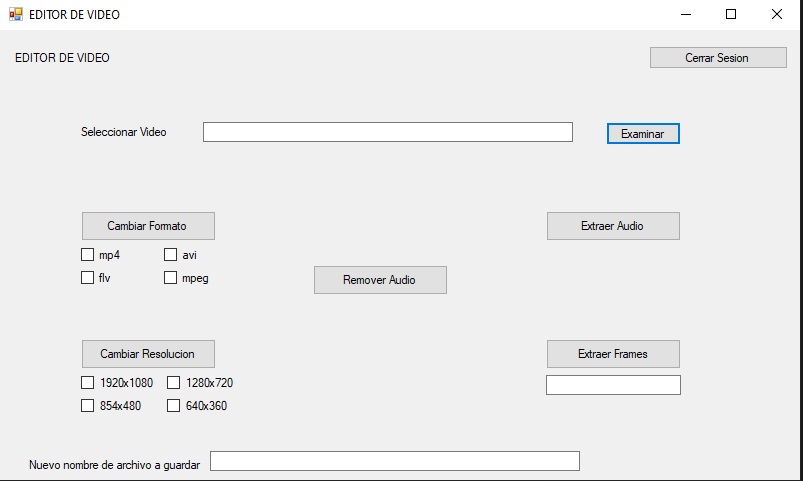 EDITOR DE VIDEO
EDITOR DE VIDEO
Cerrar Sesion
Seleccionar Video
Examinar
Cambiar Formato
Extraer Audio
mp4
avi
flv
mpeg
Remover Audio
Cambiar Resolucion
Extraer Frames
1920x1080
1280x720
854x480
640x360
Nuevo nombre de archivo a guardar